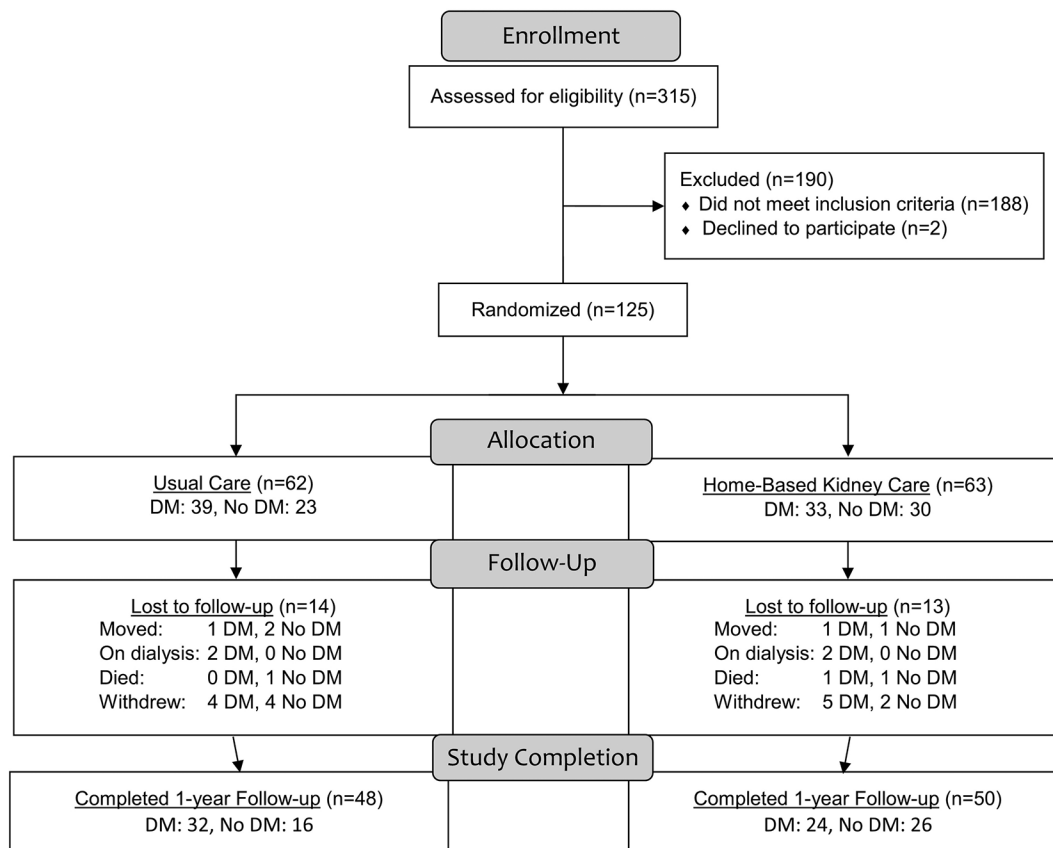 Enrollment
Assessed for eligibility (n=315)
Excluded (n=190)
♦ Did not meet inclusion criteria (n=188)
♦ Declined to participate (n=2)
Randomized (n=125)
Allocation
Usual Care (n=62)
DM: 39, No DM: 23
Home-Based Kidney Care (n=63)
DM: 33, No DM: 30
Follow-Up
Lost to follow-up (n=14)
Moved: 1 DM, 2 No DM
On dialysis: 2 DM, 0 No DM
Died: 0 DM, 1 No DM
Withdrew: 4 DM, 4 No DM
Lost to follow-up (n=13)
Moved: 1 DM, 1 No DM
On dialysis: 2 DM, 0 No DM
Died: 1 DM, 1 No DM
Withdrew: 5 DM, 2 No DM
Study Completion
Completed 1-year Follow-up (n=48)
DM: 32, No DM: 16
Completed 1-year Follow-up (n=50)
DM: 24, No DM: 26